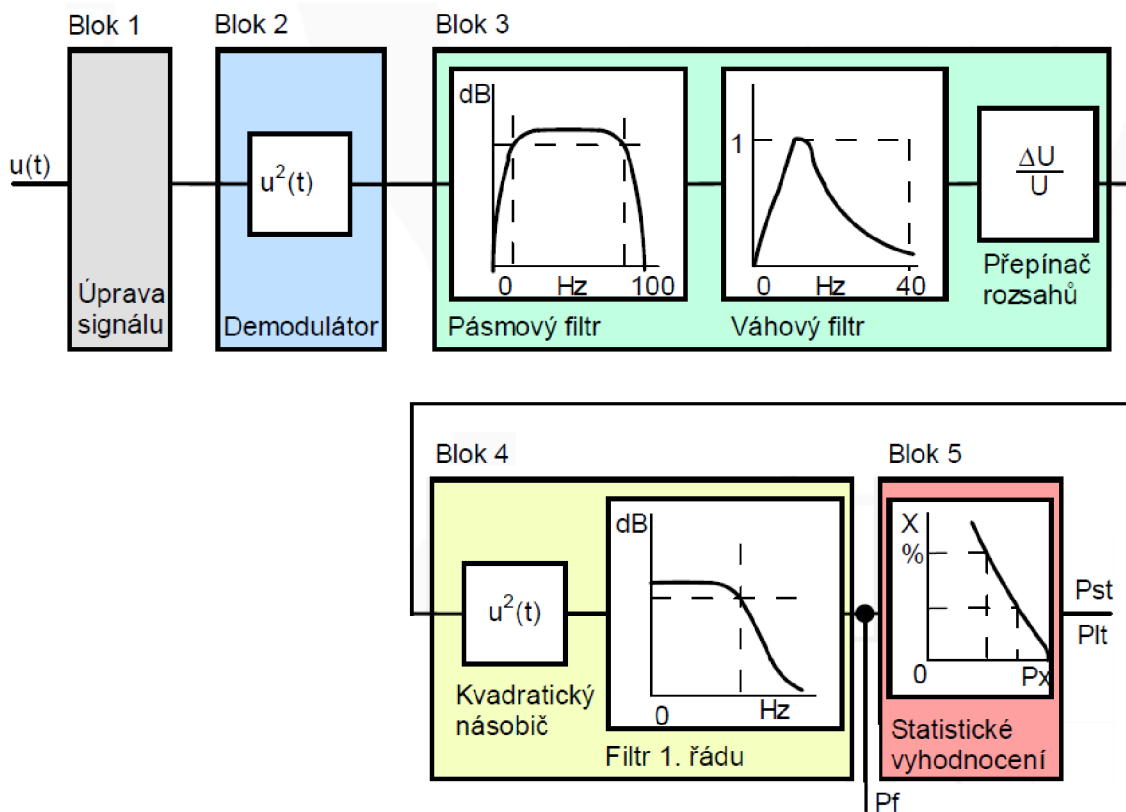 Blok 1
Blok 2
Blok 3
u(t)
Úprava
signálu
u²(t)
Demodulátor
dB
0 Hz 100
Pásmový filtr
1
0 Hz 40
Váhový filtr
ΔU
U
Přepínač
rozsahů
Blok 4
Blok 5
u²(t)
Kvadratický
násobič
dB
0 Hz
Filtr 1. řádu
X
%
0 Px
Statistické
vyhodnocení
Pst
Plt
Pf